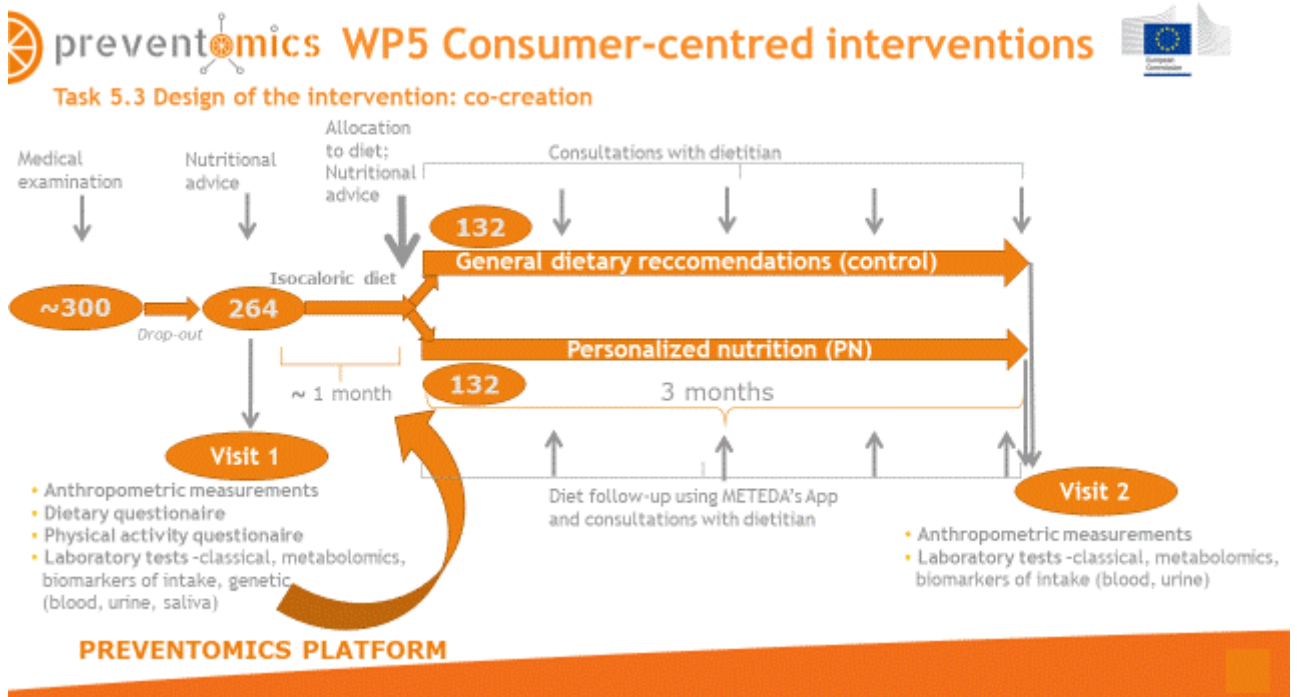 preventomics WP5 Consumer-centred interventions
European
Commission
Task 5.3 Design of the intervention: co-creation
Medical
examination
Nutritional
advice
Allocation
to diet;
Nutritional
advice
Consultations with dietitian
132
General dietary reccomendations (control)
Isocaloric diet
~300
Drop-out
264
Personalized nutrition (PN)
~ 1 month
132
3 months
Visit 1
• Anthropometric measurements
• Dietary questionaire
• Physical activity questionaire
• Laboratory tests -classical, metabolomics,
biomarkers of intake, genetic
(blood, urine, saliva)
Diet follow-up using METEDA's App
and consultations with dietitian
Visit 2
• Anthropometric measurements
• Laboratory tests -classical, metabolomics,
biomarkers of intake (blood, urine)
PREVENTOMICS PLATFORM